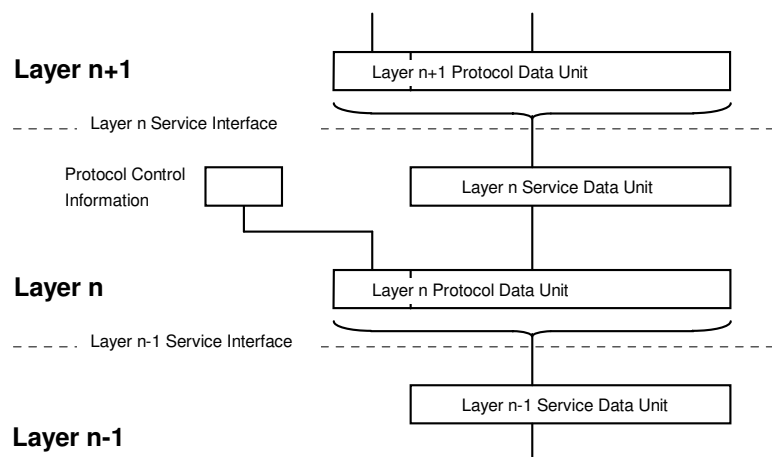 Layer n+1
Layer n+1 Protocol Data Unit
Layer n Service Interface
Protocol Control
Information
Layer n Service Data Unit
Layer n
Layer n Protocol Data Unit
Layer n-1 Service Interface
Layer n-1 Service Data Unit
Layer n-1